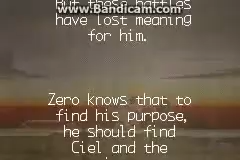 www.Bandicam.com
But these battles
have lost meaning
for him.
Zero knows that to
find his purpose,
he should find
Ciel and the